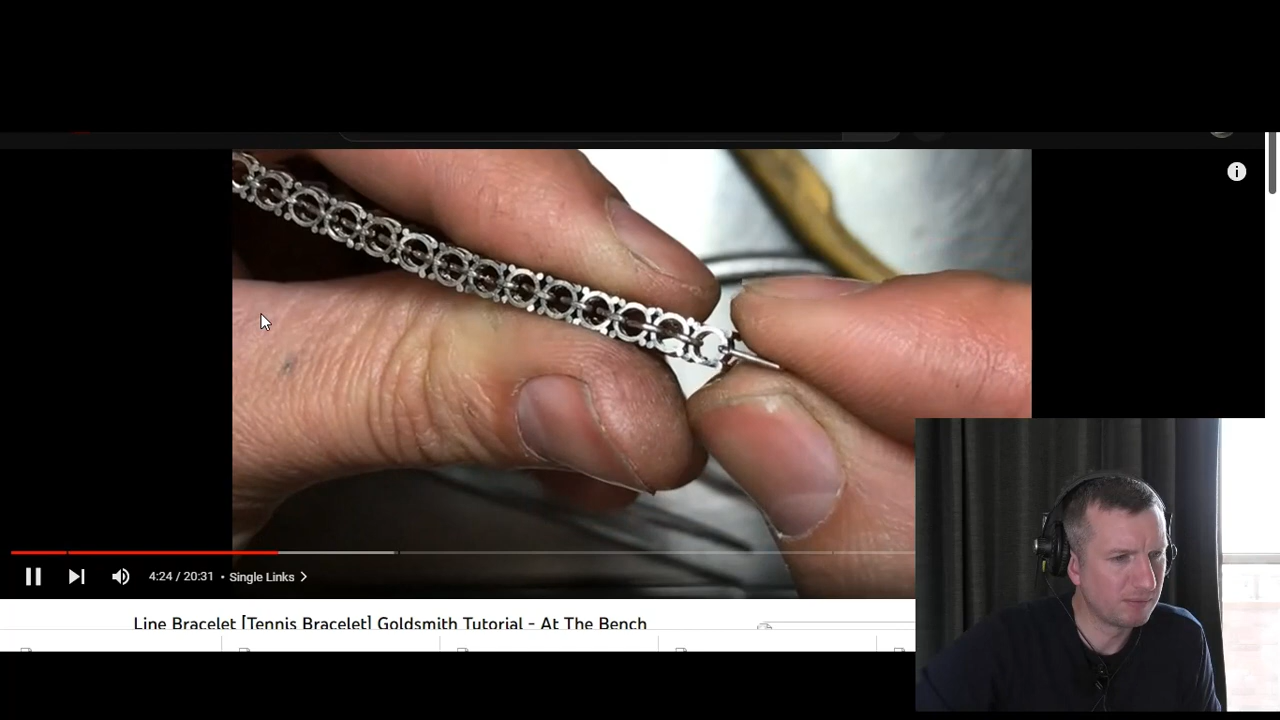 4:24 / 20:31 • Single Links >
Line Bracelet [Tennis Bracelet] Goldsmith Tutorial - At The Bench